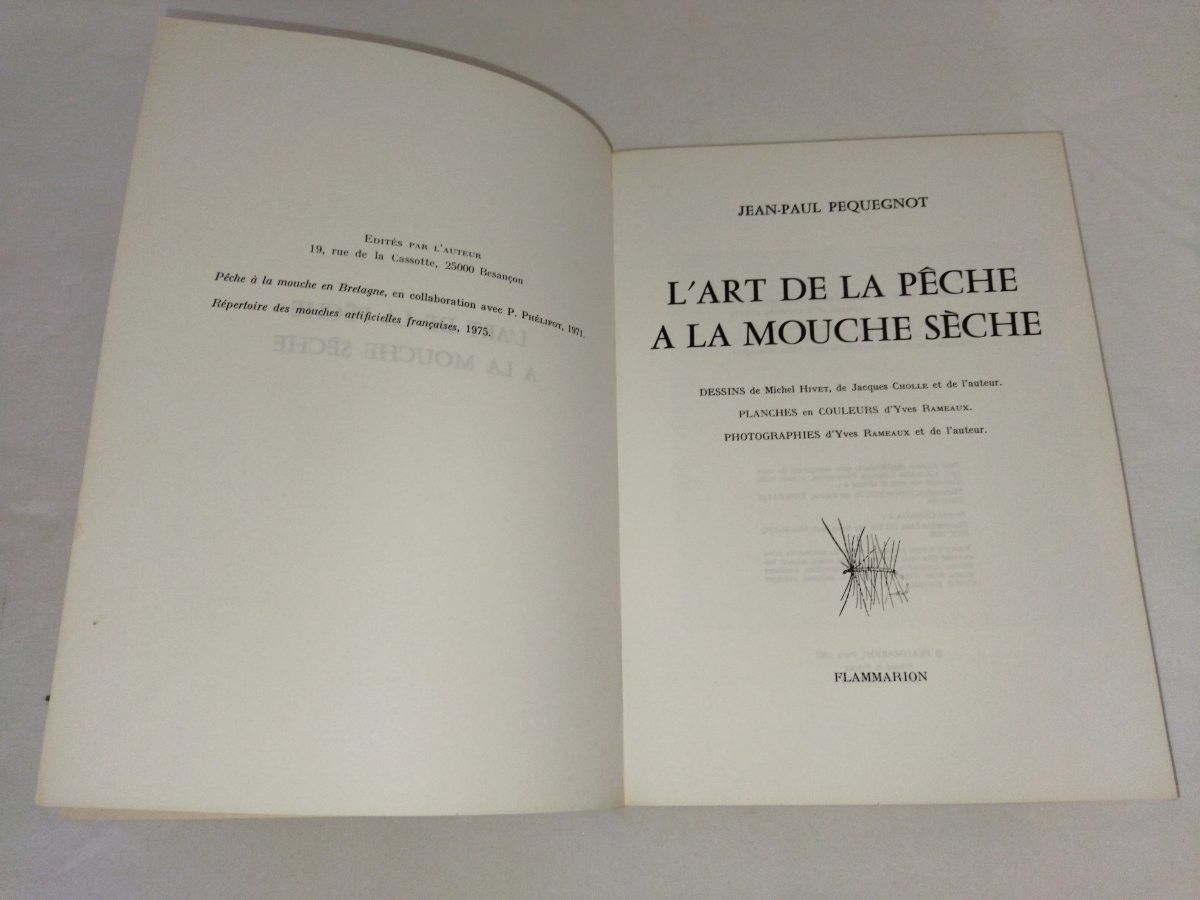 EDITÉS PAR L'AUTEUR
19, rue de la Cassotte, 25000 Besançon
Pêche à la mouche en Bretagne, en collaboration avec P. PHÉLIPOT, 1971.
Répertoire des mouches artificielles françaises, 1975.
JEAN-PAUL PEQUEGNOT
L'ART DE LA PÊCHE
A LA MOUCHE SÈCHE
DESSINS de Michel HIVET, de Jacques CHOLLE et de l'auteur.
PLANCHES en COULEURS d'Yves RAMEAUX.
PHOTOGRAPHIES d'Yves RAMEAUX et de l'auteur.
FLAMMARION